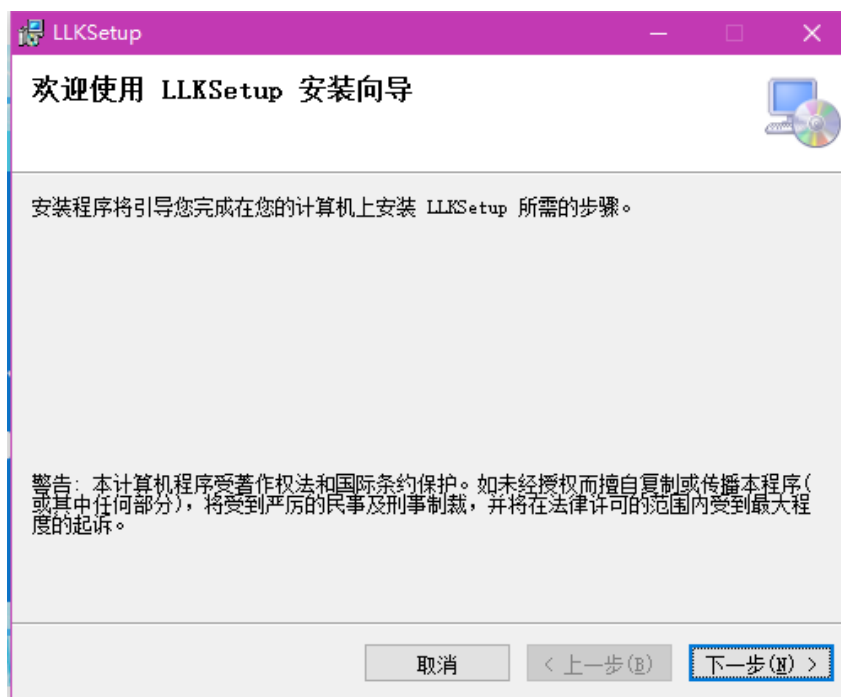 LLKSetup
欢迎使用 LLKSetup 安装向导
安装程序将引导您完成在您的计算机上安装 LLKSetup 所需的步骤。
警告: 本计算机程序受著作权法和国际条约保护。如未经授权而擅自复制或传播本程序(
或其中任何部分)，将受到严厉的民事及刑事制裁，并将在法律许可的范围内受到最大程
度的起诉。
取消
< 上一步(B)
下一步(N) >